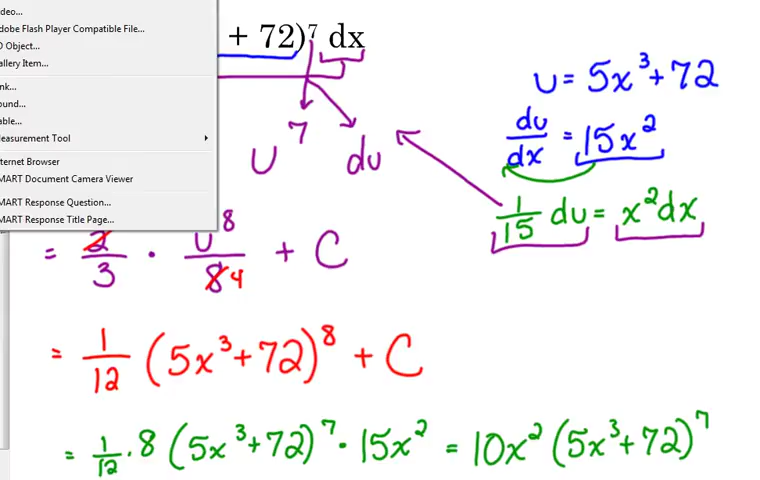 ideo...
dobe Flash Player Compatible File...
D Object...
allery Item...
nk...
ound...
able...
easurement Tool
ternet Browser
MART Document Camera Viewer
MART Response Question...
MART Response Title Page...
+ 72)⁷ dx
u⁷ du
u = 5x³+72
du/dx = 15x²
1/15 du = x²dx
= 2/3 · u⁸/8 4 + C
= 1/12 (5x³+72)⁸ + C
= 1/12 · 8 (5x³+72)⁷ · 15x² = 10x² (5x³+72)⁷